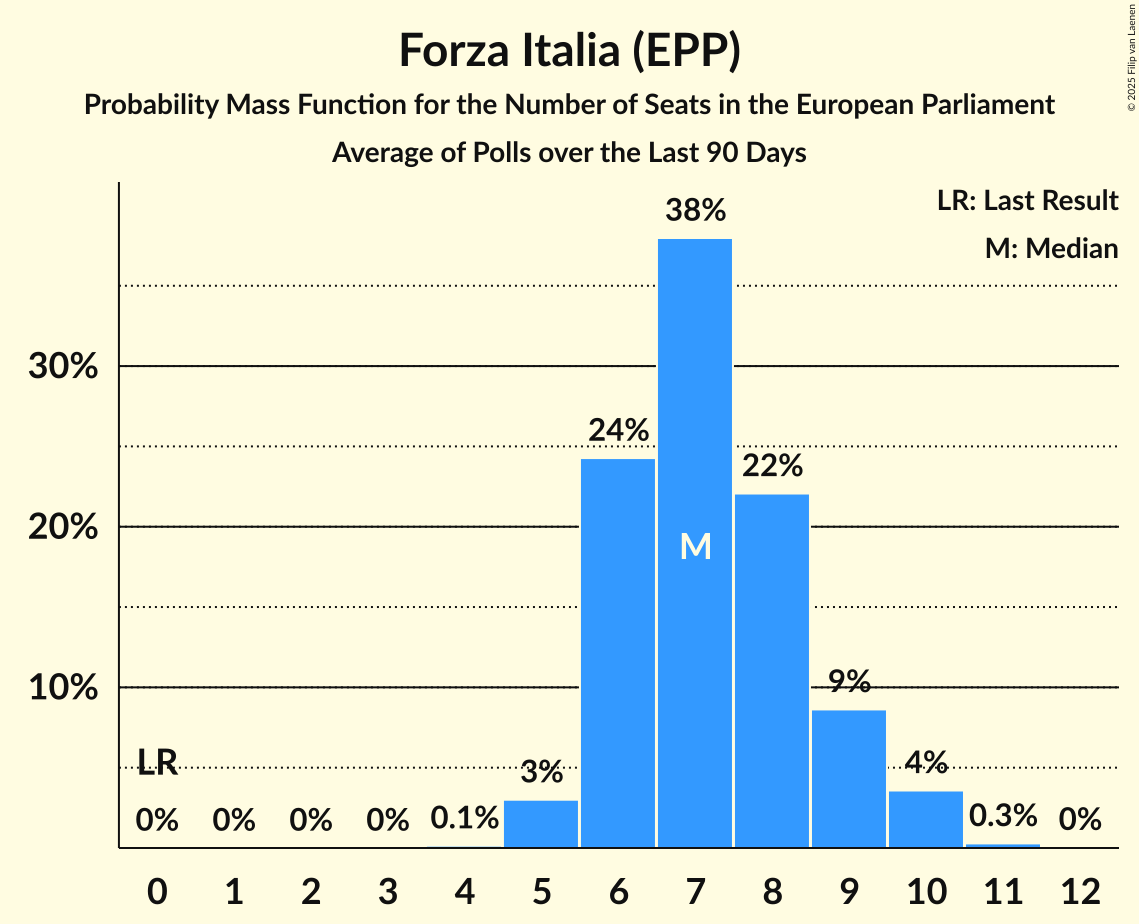 Forza Italia (EPP)
Probability Mass Function for the Number of Seats in the European Parliament
Average of Polls over the Last 90 Days
© 2025 Filip van Laenen
LR: Last Result
M: Median
38%
30%
24%
22%
20%
M
10%
9%
LR
3%
4%
0% 0% 0% 0% 0.1% 0.3% 0%
0 1 2 3 4 5 6 7 8 9 10 11 12